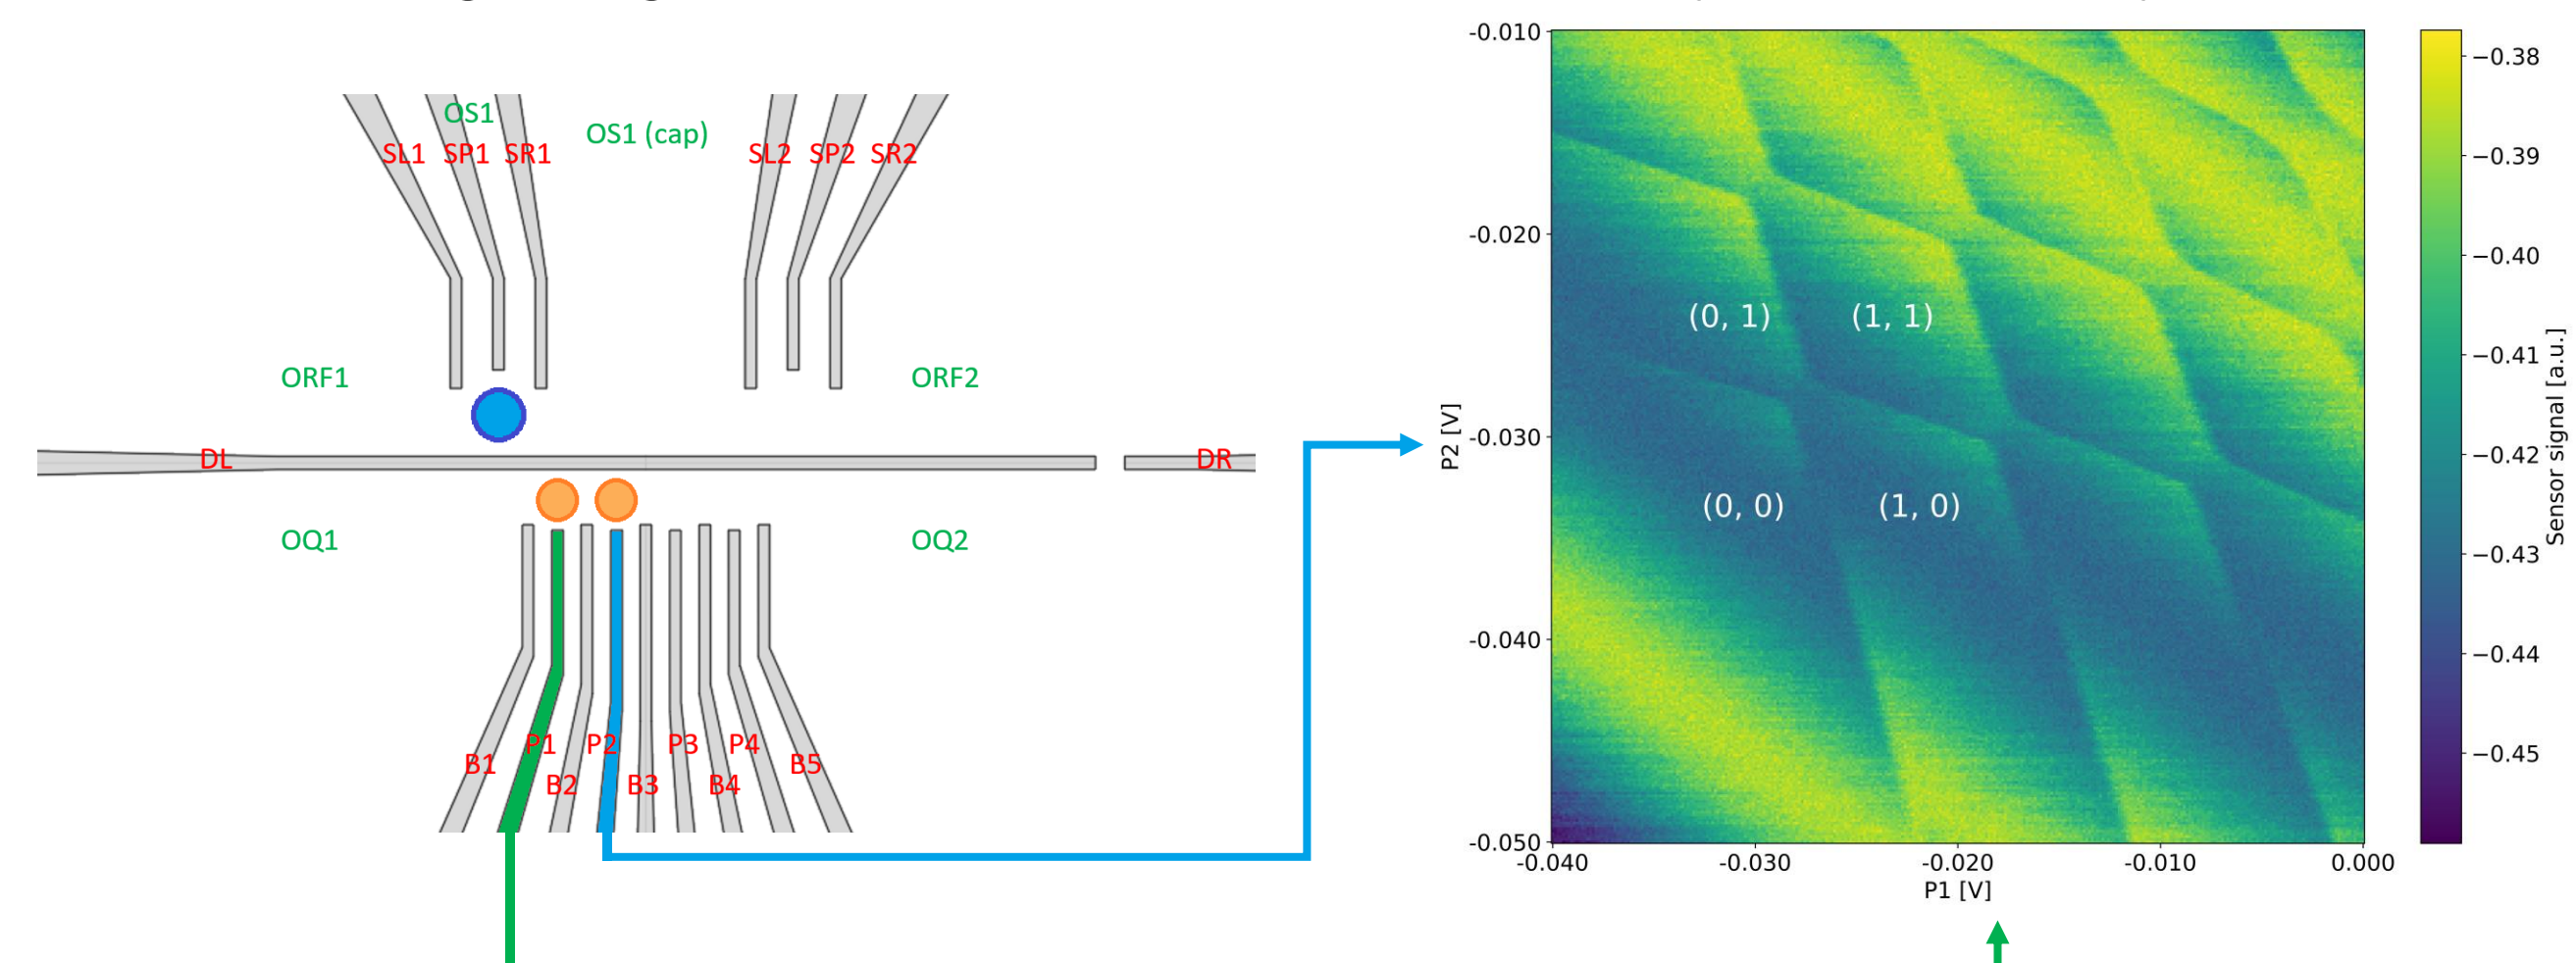 OS1
OS1 (cap)
SL1 SP1 SR1
SL2 SP2 SR2
ORF1
ORF2
DL
DR
OQ1
OQ2
P1 P2 P3 P4
B1 B2 B3 B4 B5
-0.010
-0.020
-0.030
-0.040
-0.050
P2 [V]
(0, 1) (1, 1)
(0, 0) (1, 0)
-0.040 -0.030 -0.020 -0.010 0.000
P1 [V]
−0.38
−0.39
−0.40
−0.41
−0.42
−0.43
−0.44
−0.45
Sensor signal [a.u.]